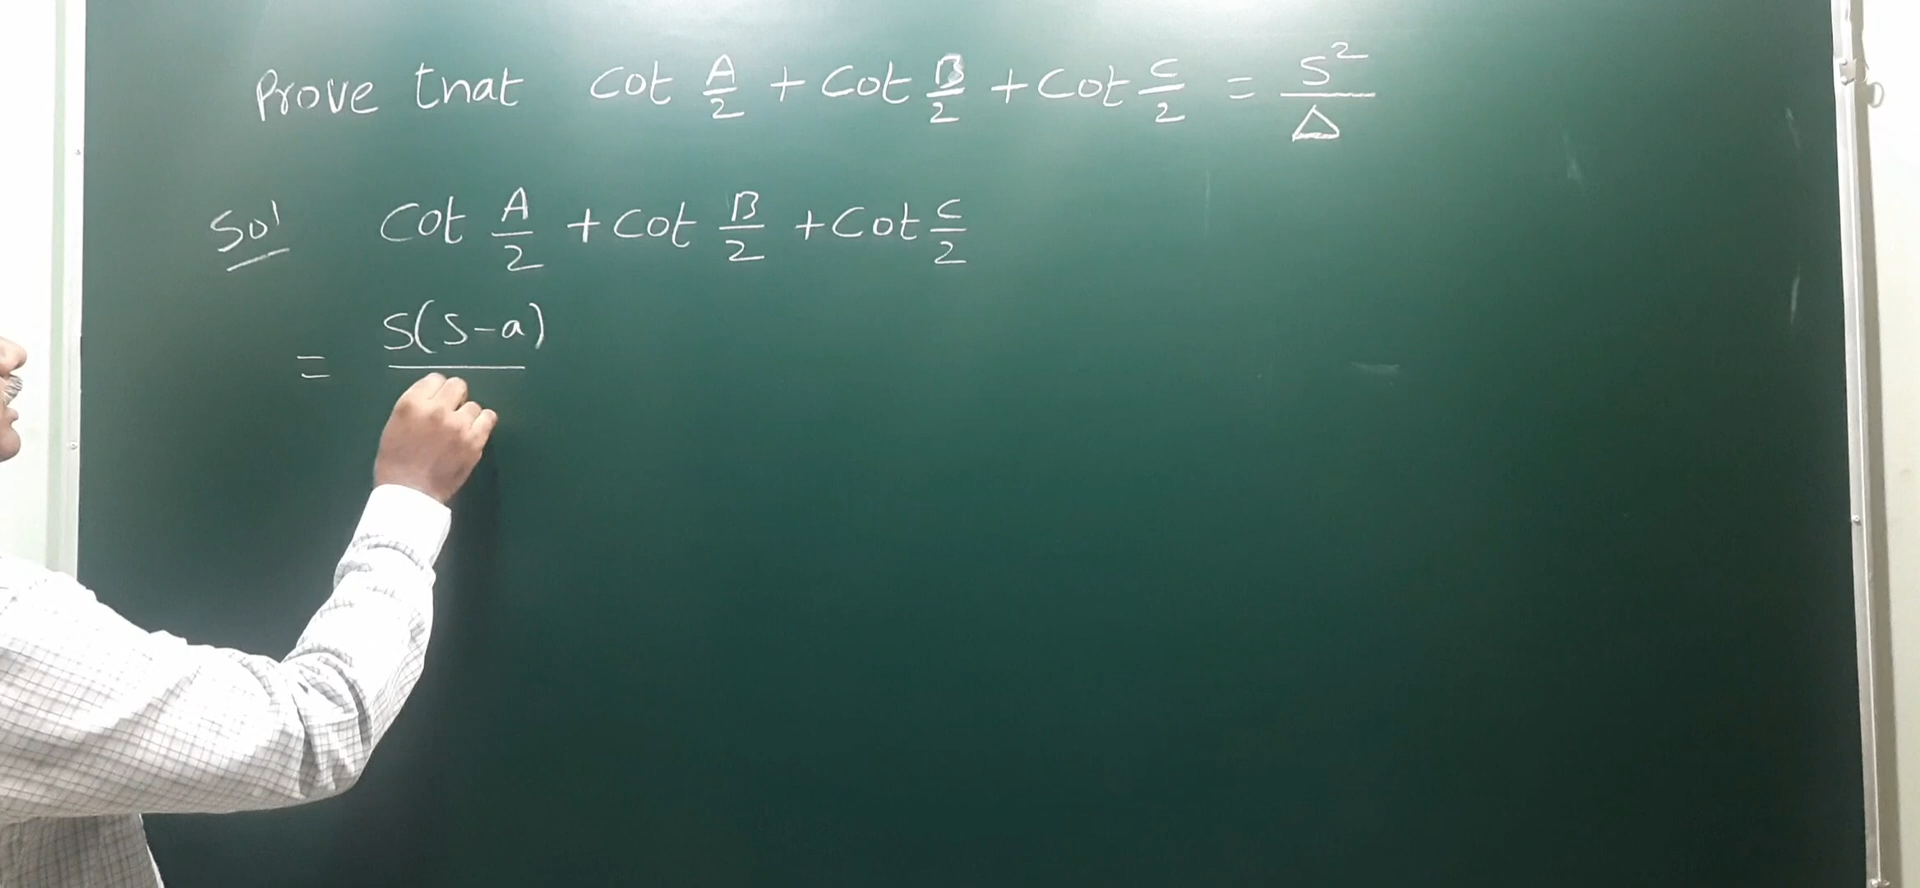 Prove that cot A/2 + cot B/2 + cot C/2 = S²/Δ
Sol cot A/2 + cot B/2 + cot C/2
= S(S-a)